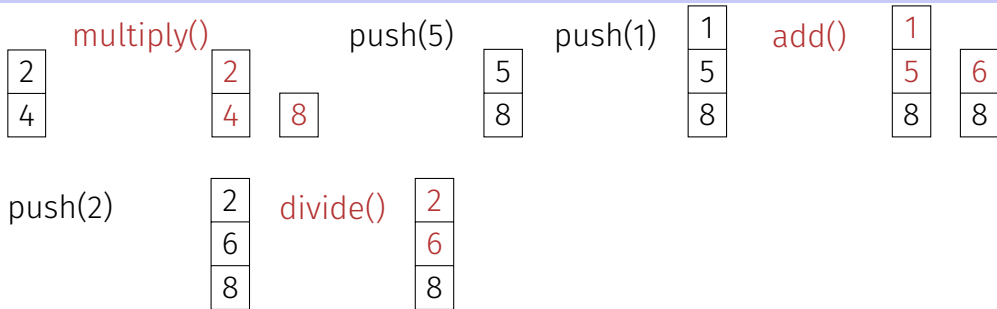 multiply() push(5) push(1) 1 add() 1
2 2 5 5 5 6
4 4 8 8 8 8 8
push(2) 2 divide() 2
6 6
8 8